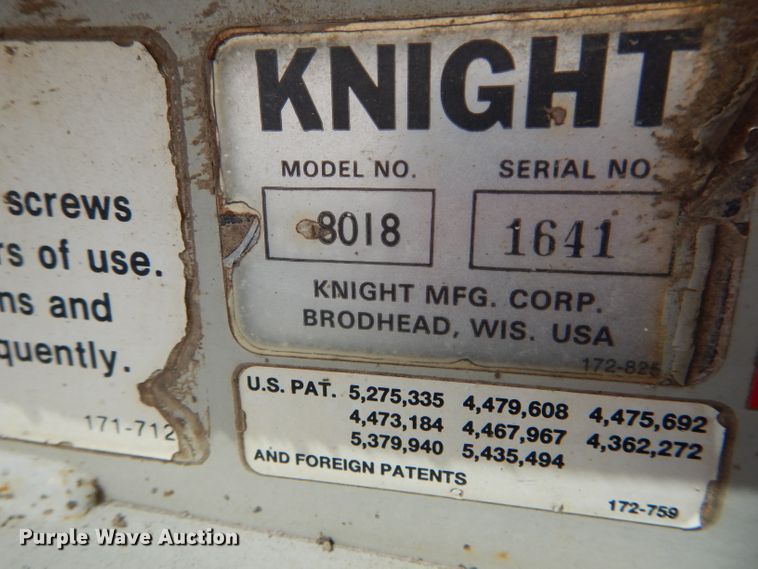 screws
rs of use.
ns and
quently.
171-712
KNIGHT
MODEL NO. SERIAL NO.
8018 1641
KNIGHT MFG. CORP.
BRODHEAD, WIS. USA
172-825
U.S. PAT. 5,275,335 4,479,608 4,475,692
4,473,184 4,467,967 4,362,272
5,379,940 5,435,494
AND FOREIGN PATENTS
172-759
Purple Wave Auction